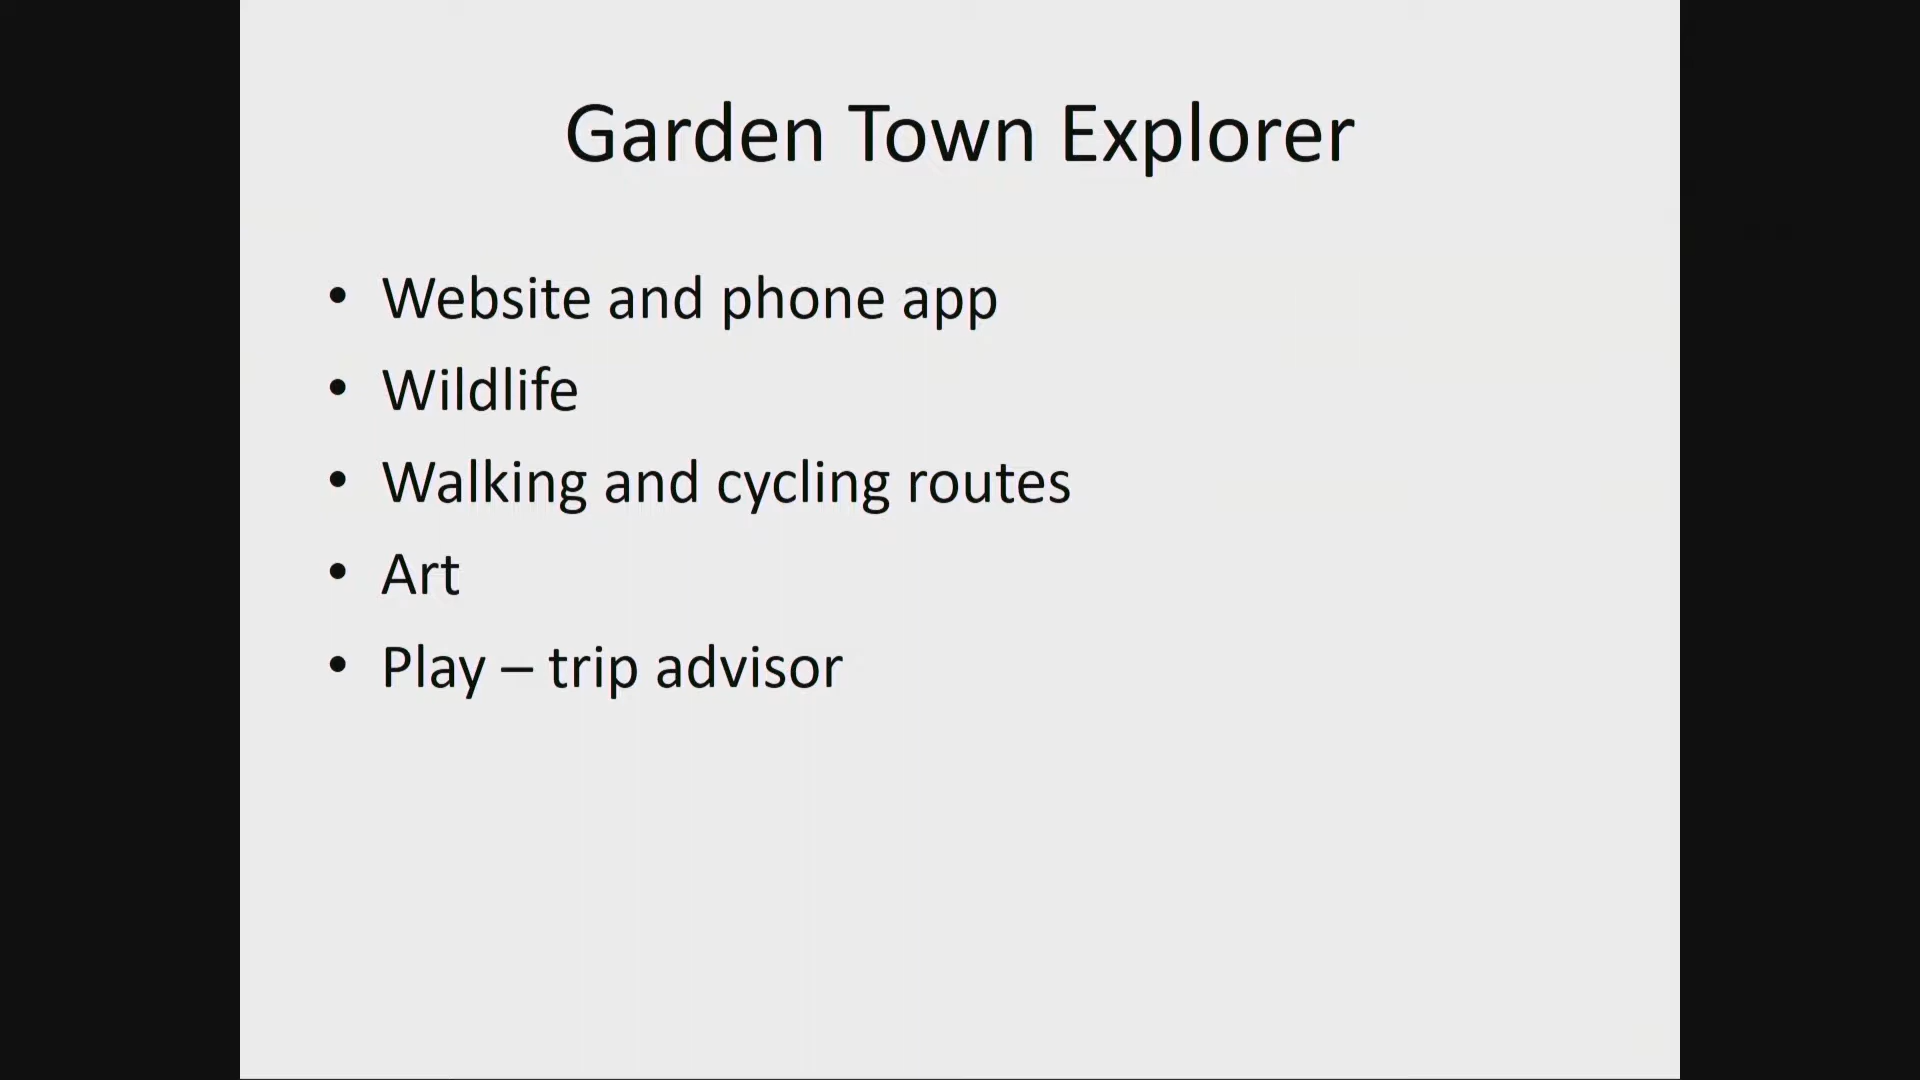 Garden Town Explorer
• Website and phone app
• Wildlife
• Walking and cycling routes
• Art
• Play – trip advisor